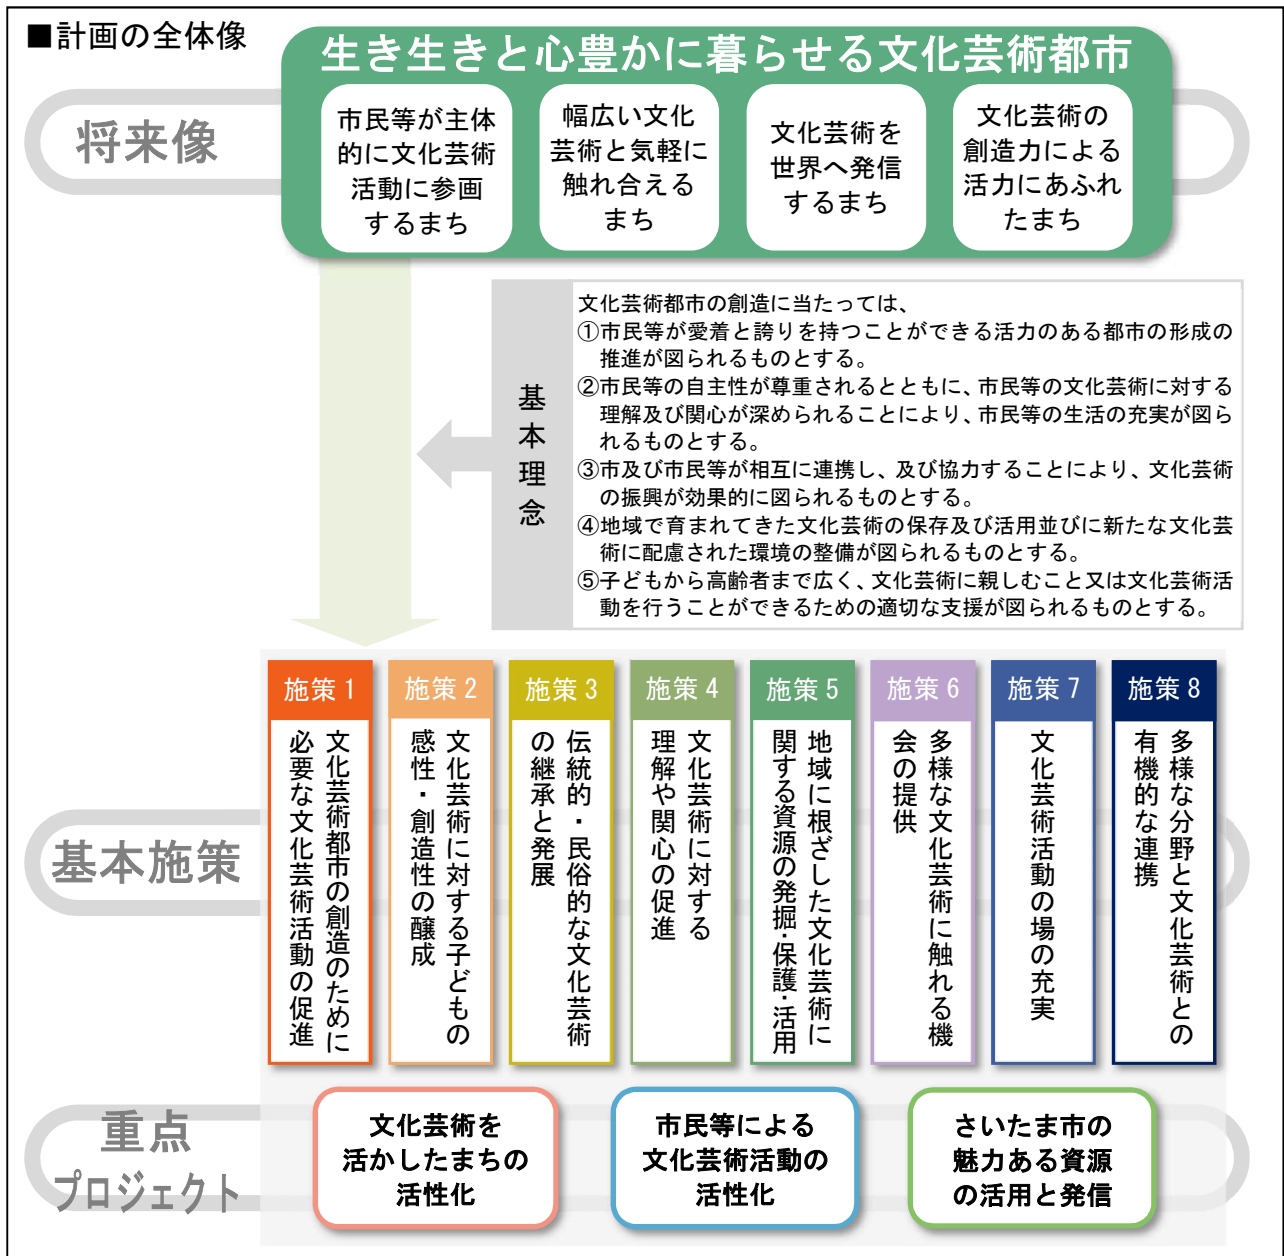 ■計画の全体像
生き生きと心豊かに暮らせる文化芸術都市
将来像
市民等が主体
的に文化芸術
活動に参画
するまち
幅広い文化
芸術と気軽に
触れ合える
まち
文化芸術を
世界へ発信
するまち
文化芸術の
創造力による
活力にあふれ
たまち
基本理念
文化芸術都市の創造に当たっては、
①市民等が愛着と誇りを持つことができる活力のある都市の形成の
推進が図られるものとする。
②市民等の自主性が尊重されるとともに、市民等の文化芸術に対する
理解及び関心が深められることにより、市民等の生活の充実が図ら
れるものとする。
③市及び市民等が相互に連携し、及び協力することにより、文化芸術
の振興が効果的に図られるものとする。
④地域で育まれてきた文化芸術の保存及び活用並びに新たな文化芸
術に配慮された環境の整備が図られるものとする。
⑤子どもから高齢者まで広く、文化芸術に親しむこと又は文化芸術活
動を行うことができるための適切な支援が図られるものとする。
基本施策
施策1
文化芸術都市の創造のために
必要な文化芸術活動の促進
施策2
文化芸術に対する子どもの
感性・創造性の醸成
施策3
伝統的・民俗的な文化芸術
の継承と発展
施策4
文化芸術に対する
理解や関心の促進
施策5
地域に根ざした文化芸術に
関する資源の発掘・保護・活用
施策6
多様な文化芸術に触れる機
会の提供
施策7
文化芸術活動の場の充実
施策8
多様な分野と文化芸術との
有機的な連携
重点
プロジェクト
文化芸術を
活かしたまちの
活性化
市民等による
文化芸術活動の
活性化
さいたま市の
魅力ある資源
の活用と発信